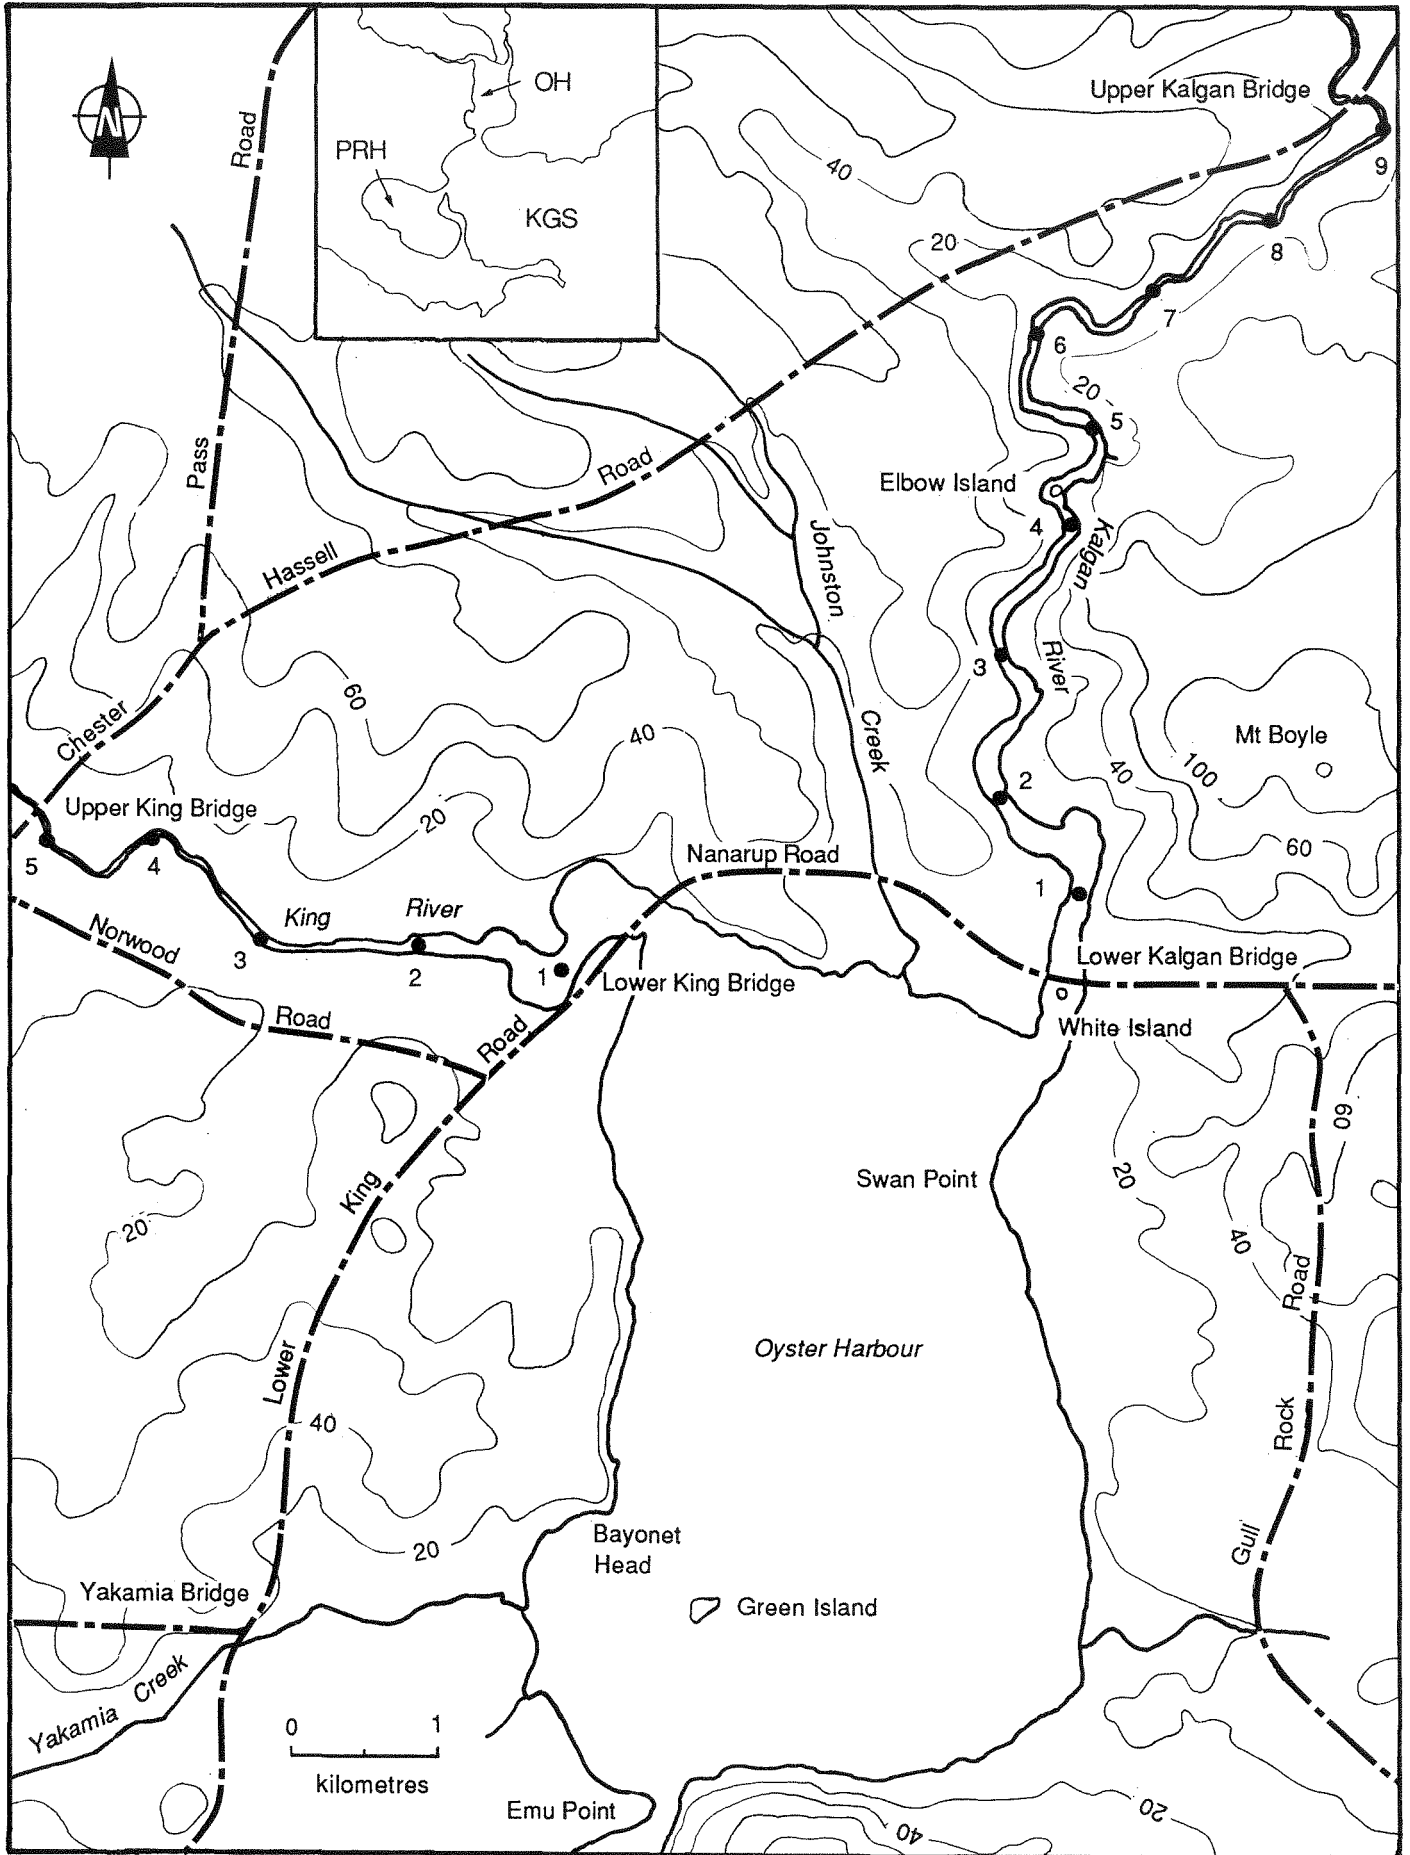 N
OH
PRH
KGS
Upper Kalgan Bridge
Road
40
9
20
8
7
6
20
5
Pass
Road
Elbow Island
4
Hassell
Johnston
Kalgan
3
River
60
Chester
Creek
40
Mt Boyle
100
40
2
Upper King Bridge
20
60
5
4
Nanarup Road
1
Norwood
King
River
3
2
1
Lower King Bridge
Lower Kalgan Bridge
Road
Road
White Island
60
20
King
Swan Point
20
40
Road
Lower
Oyster Harbour
40
Rock
20
Bayonet
Head
Gull
Yakamia Bridge
Green Island
Yakamia Creek
0 1
kilometres
Emu Point
40
20